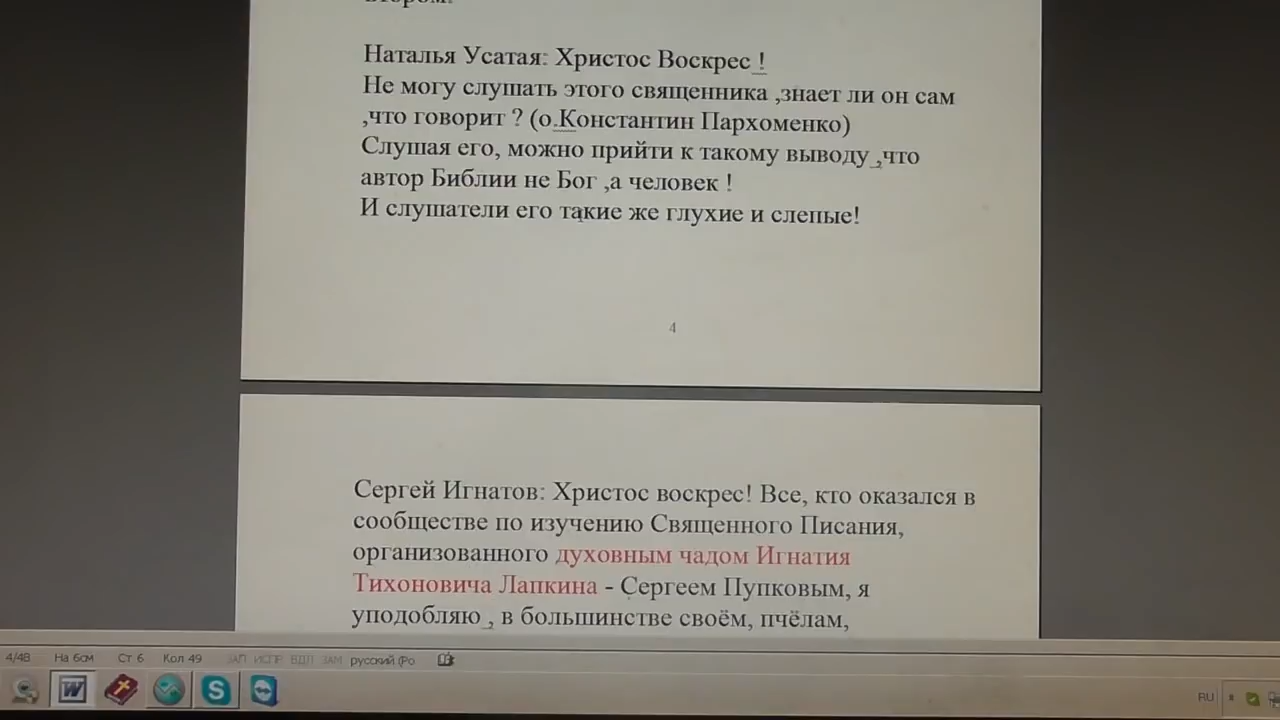 Наталья Усатая: Христос Воскрес !
Не могу слушать этого священника ,знает ли он сам
,что говорит ? (о.Константин Пархоменко)
Слушая его, можно прийти к такому выводу ,что
автор Библии не Бог ,а человек !
И слушатели его такие же глухие и слепые!
4
Сергей Игнатов: Христос воскрес! Все, кто оказался в
сообществе по изучению Священного Писания,
организованного духовным чадом Игнатия
Тихоновича Лапкина - Сергеем Пупковым, я
уподобляю , в большинстве своём, пчёлам,
4/48 На 6см Ст 6 Кол 49 ЗАП ИСПР ВДЛ ЗАМ русский (Ро
W S RU